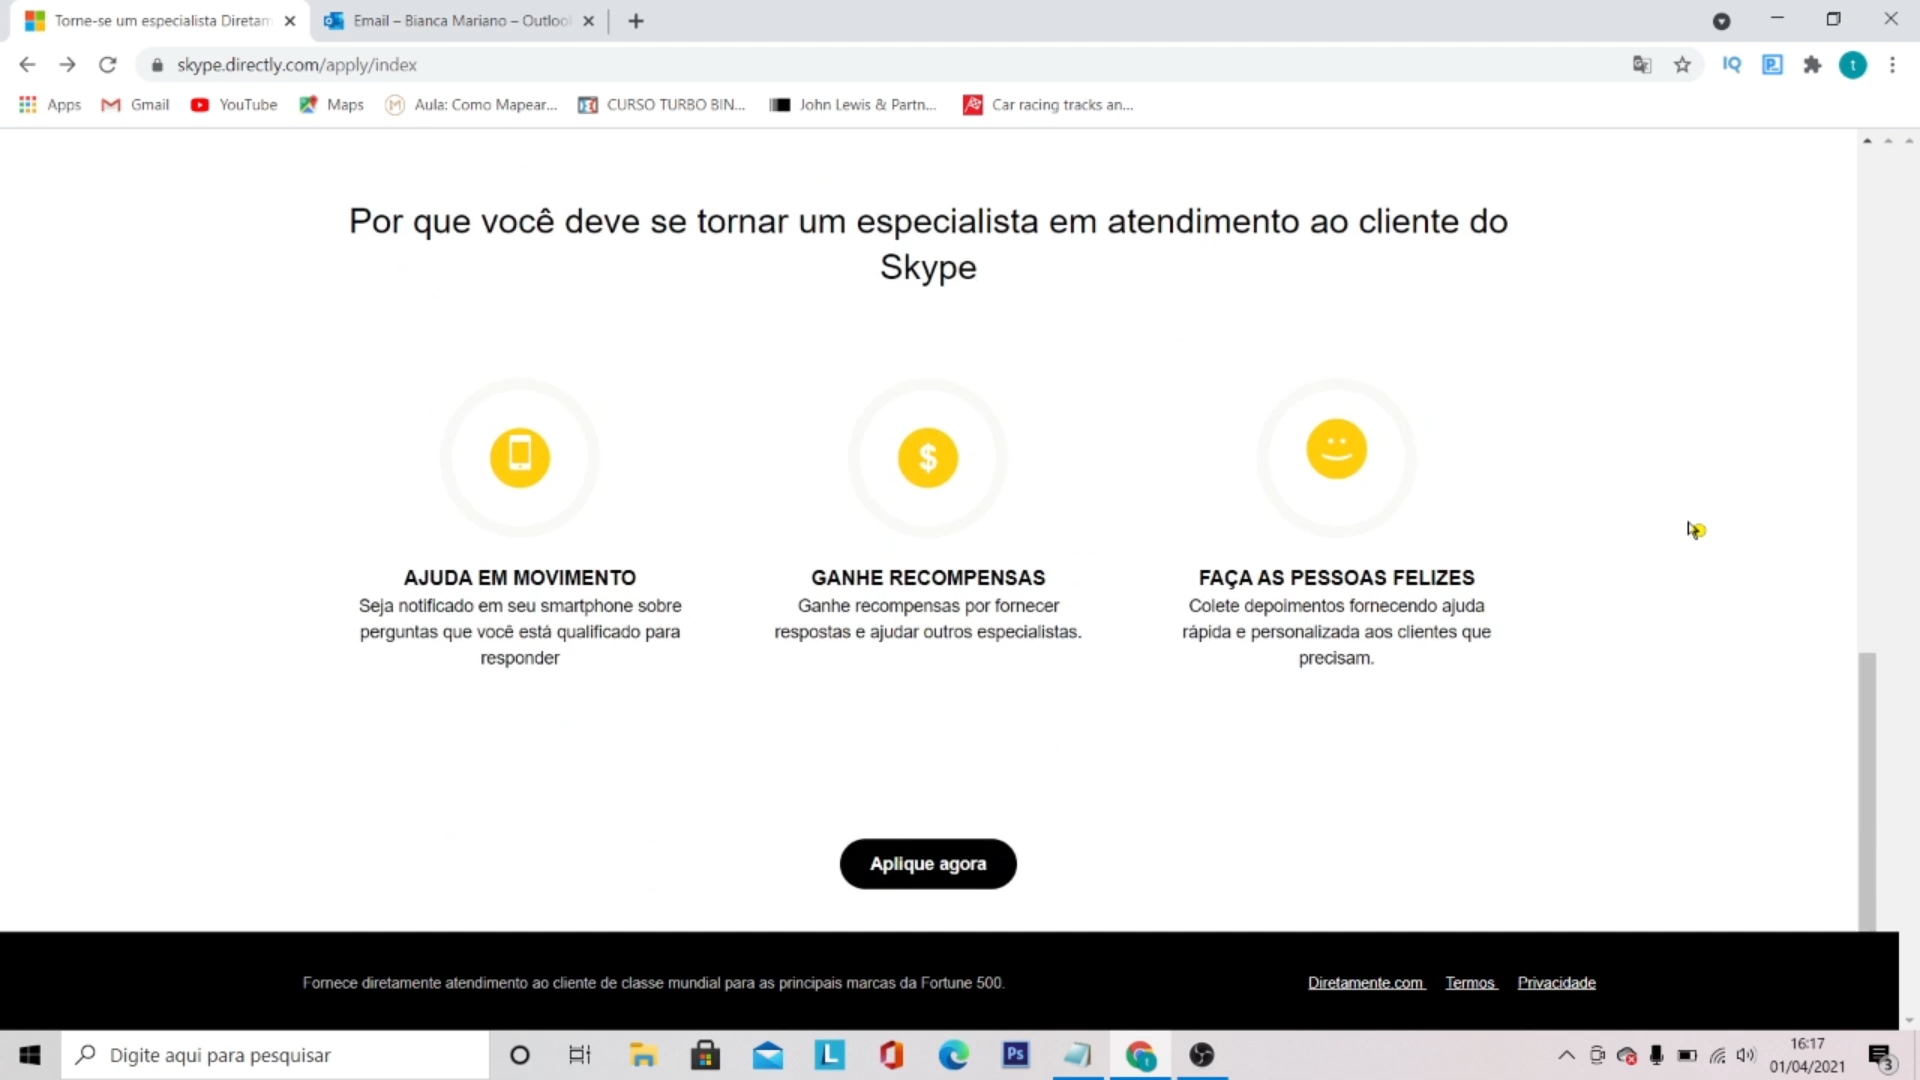 Torne-se um especialista Diretam
Email – Bianca Mariano – Outloo
skype.directly.com/apply/index
IQ
t
Apps
Gmail
YouTube
Maps
Aula: Como Mapear...
CURSO TURBO BIN...
John Lewis & Partn...
Car racing tracks an...
Por que você deve se tornar um especialista em atendimento ao cliente do
Skype
$
AJUDA EM MOVIMENTO
Seja notificado em seu smartphone sobre
perguntas que você está qualificado para
responder
GANHE RECOMPENSAS
Ganhe recompensas por fornecer
respostas e ajudar outros especialistas.
FAÇA AS PESSOAS FELIZES
Colete depoimentos fornecendo ajuda
rápida e personalizada aos clientes que
precisam.
Aplique agora
Fornece diretamente atendimento ao cliente de classe mundial para as principais marcas da Fortune 500.
Diretamente.com
Termos
Privacidade
Digite aqui para pesquisar
L
Ps
16:17
01/04/2021
3